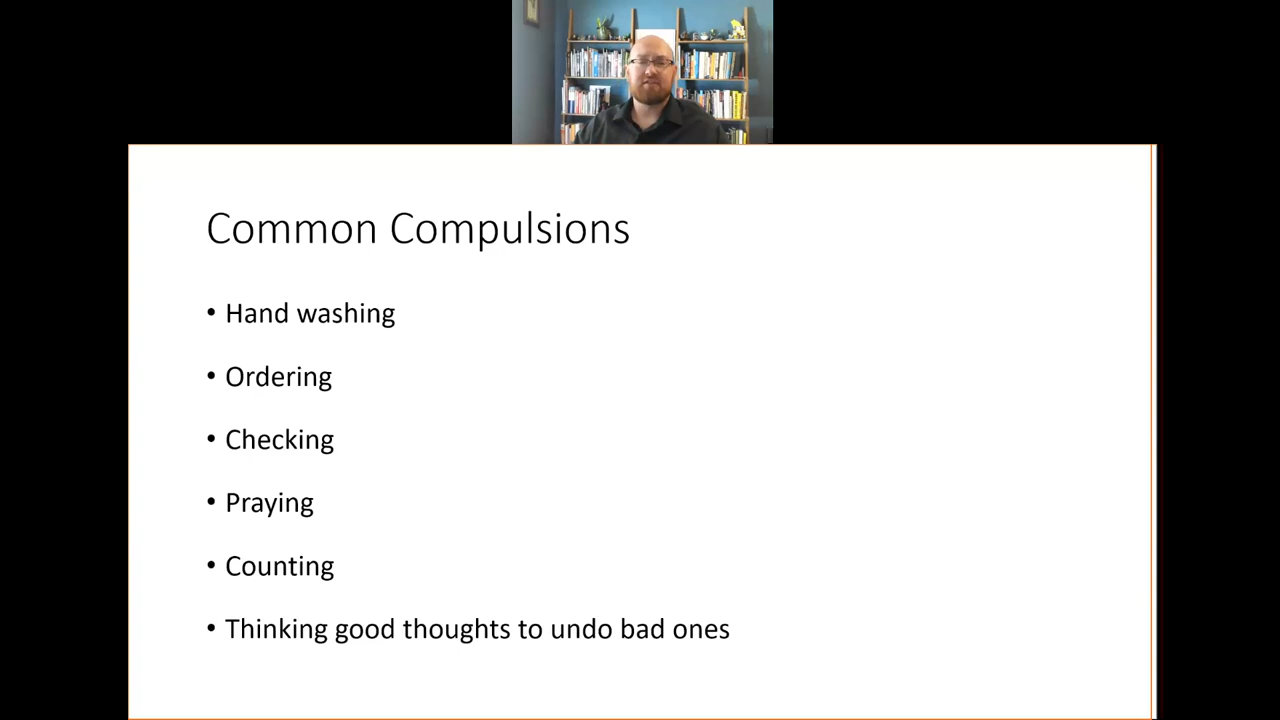 Common Compulsions
• Hand washing
• Ordering
• Checking
• Praying
• Counting
• Thinking good thoughts to undo bad ones